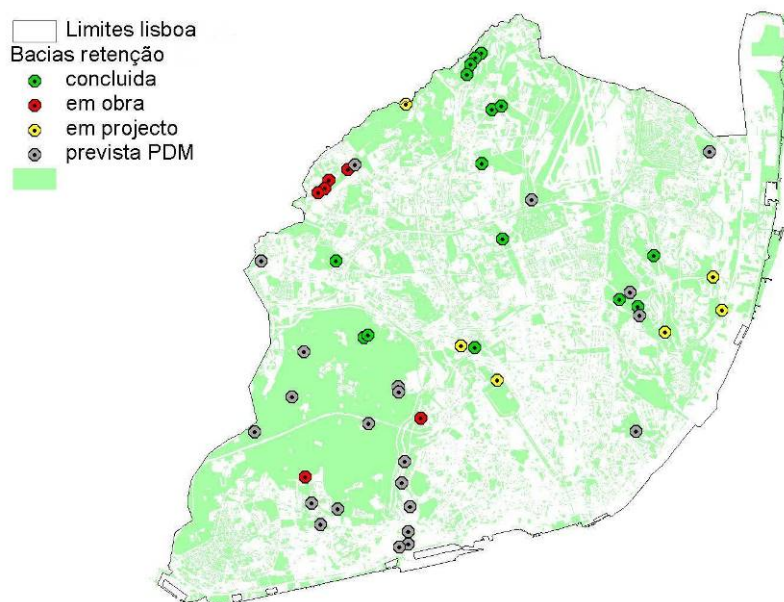 Limites lisboa
Bacias retenção
concluida
em obra
em projecto
prevista PDM